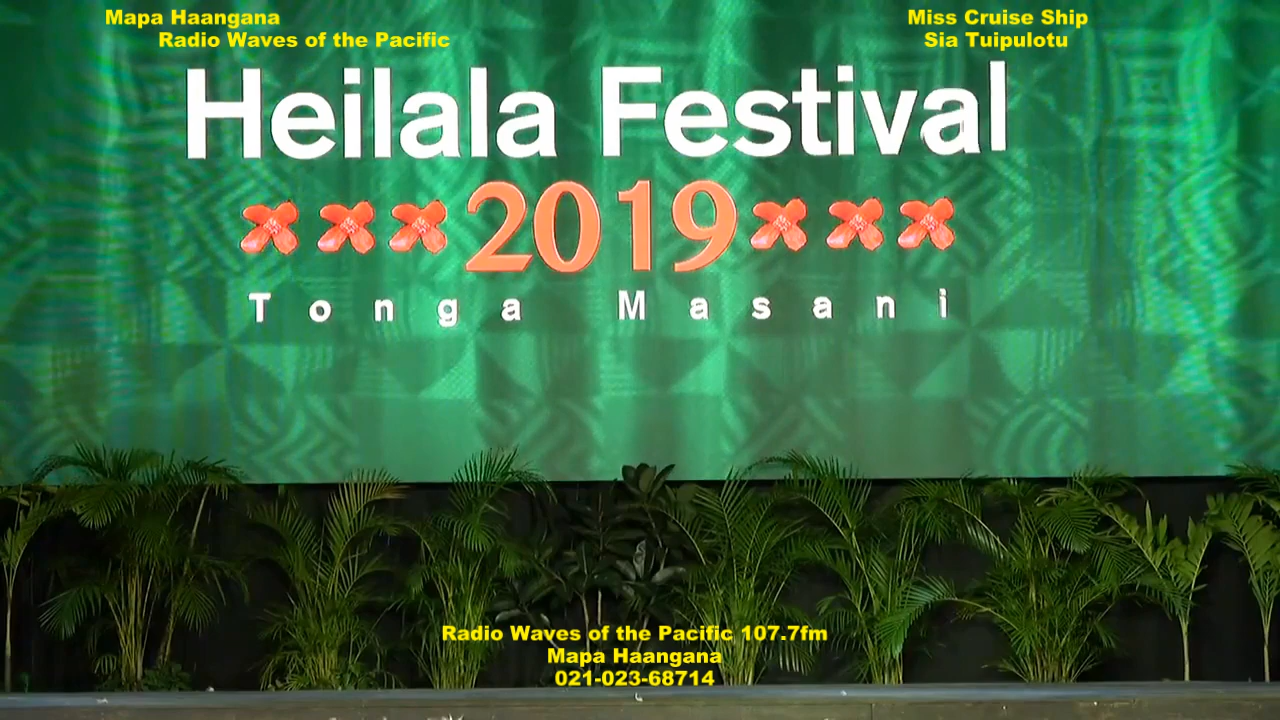 Mapa Haangana
Radio Waves of the Pacific
Miss Cruise Ship
Sia Tuipulotu
Heilala Festival
2019
Tonga Masani
Radio Waves of the Pacific 107.7fm
Mapa Haangana
021-023-68714